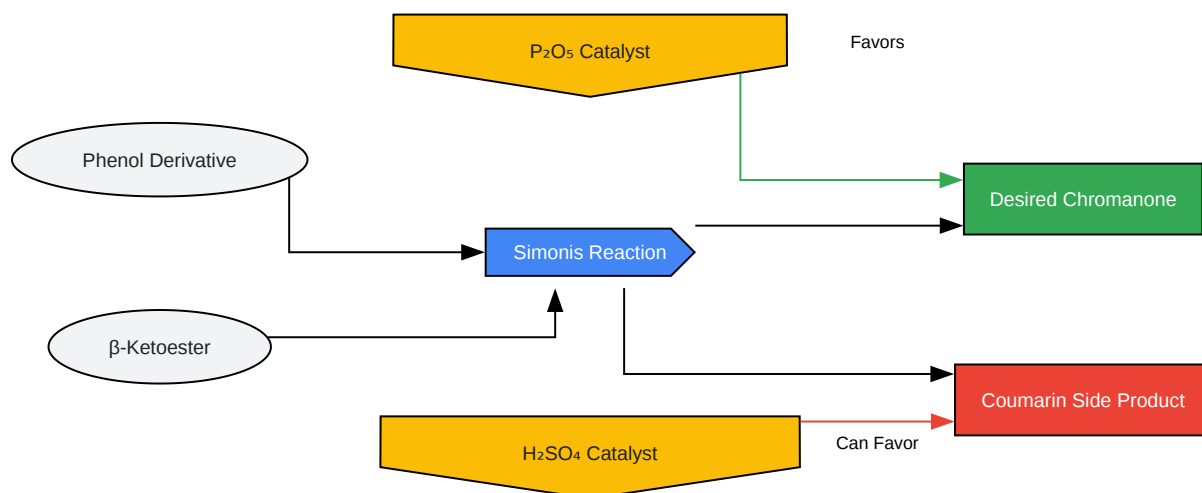 P₂O₅ Catalyst
Favors
Phenol Derivative
Desired Chromanone
Simonis Reaction
β-Ketoester
Coumarin Side Product
Can Favor
H₂SO₄ Catalyst